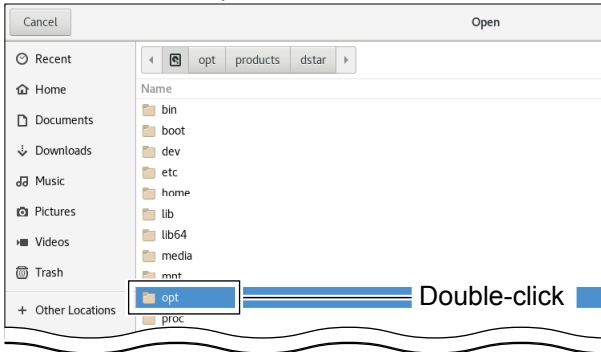 Cancel
Open
Recent
Home
Documents
Downloads
Music
Pictures
Videos
Trash
+ Other Locations
opt products dstar
Name
bin
boot
dev
etc
home
lib
lib64
media
mnt
opt
Double-click
proc